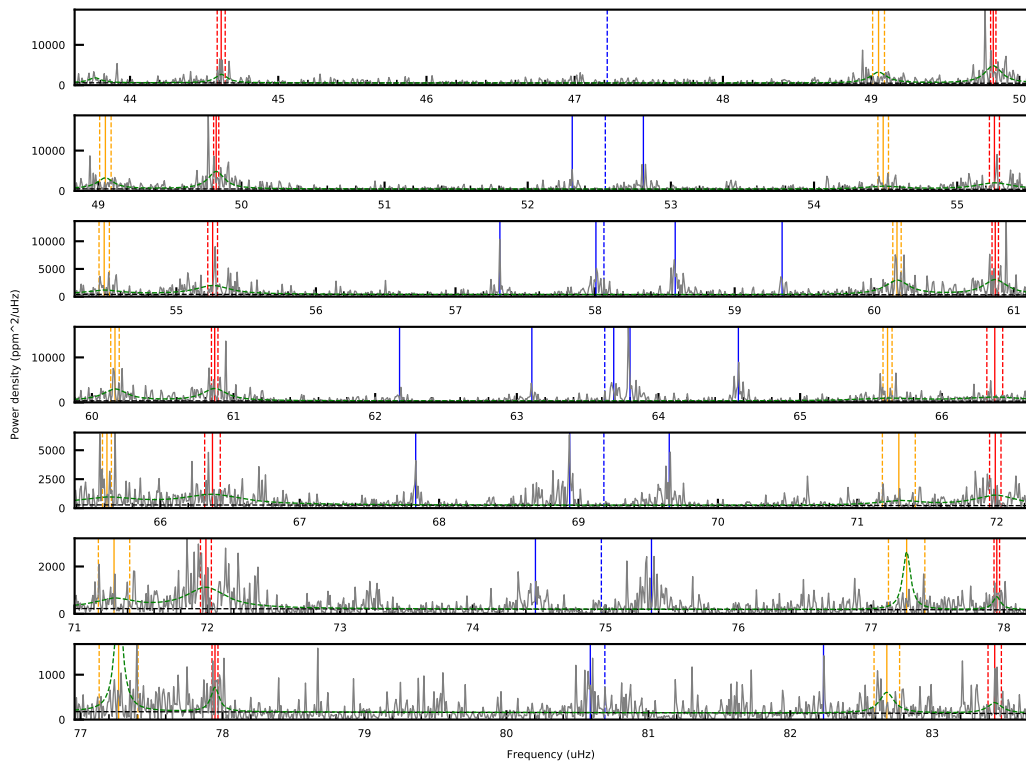 10000
0
44 45 46 47 48 49 50
10000
0
49 50 51 52 53 54 55
10000
5000
0
55 56 57 58 59 60 61
10000
0
60 61 62 63 64 65 66
Power density (ppm^2/uHz)
5000
2500
0
66 67 68 69 70 71 72
2000
0
71 72 73 74 75 76 77 78
1000
0
77 78 79 80 81 82 83
Frequency (uHz)